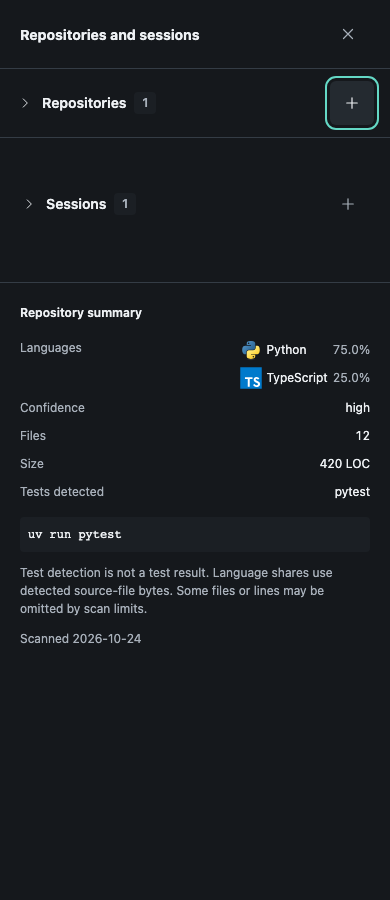 Repositories and sessions
Repositories 1
Sessions 1
Repository summary
Languages Python 75.0%
TS TypeScript 25.0%
Confidence high
Files 12
Size 420 LOC
Tests detected pytest
uv run pytest
Test detection is not a test result. Language shares use
detected source-file bytes. Some files or lines may be
omitted by scan limits.
Scanned 2026-10-24